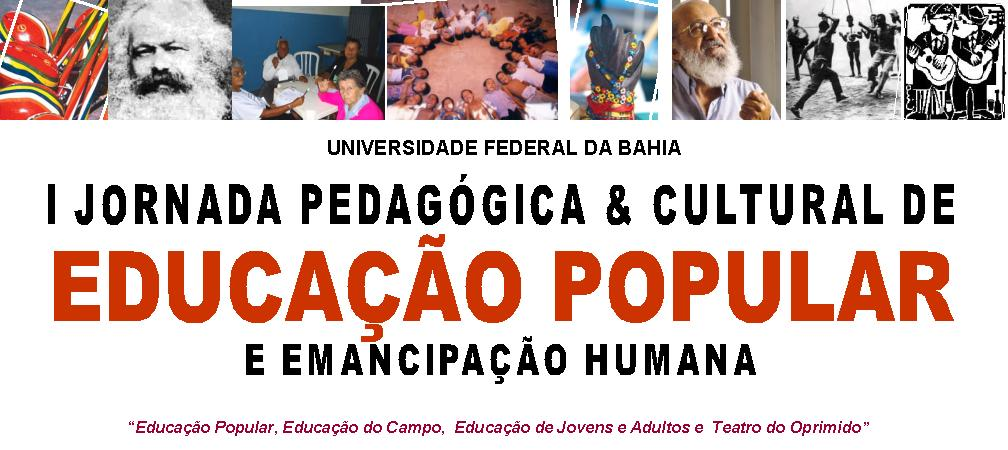 UNIVERSIDADE FEDERAL DA BAHIA
I JORNADA PEDAGÓGICA & CULTURAL DE
EDUCAÇÃO POPULAR
E EMANCIPAÇÃO HUMANA
“Educação Popular, Educação do Campo, Educação de Jovens e Adultos e Teatro do Oprimido”